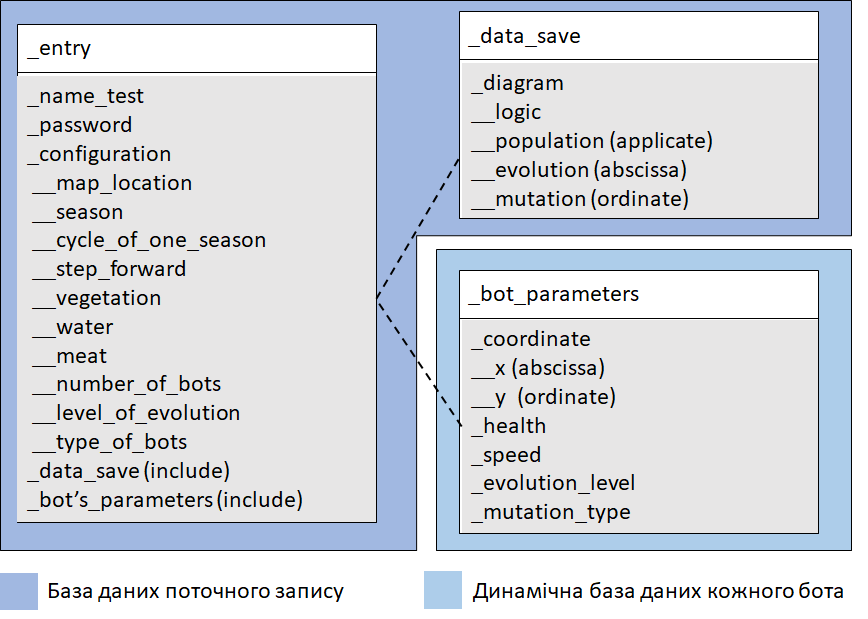 _entry
_name_test
_password
_configuration
__map_location
__season
__cycle_of_one_season
__step_forward
__vegetation
__water
__meat
__number_of_bots
__level_of_evolution
__type_of_bots
_data_save (include)
_bot’s_parameters (include)
_data_save
_diagram
__logic
__population (applicate)
__evolution (abscissa)
__mutation (ordinate)
_bot_parameters
_coordinate
__x (abscissa)
__y (ordinate)
_health
_speed
_evolution_level
_mutation_type
База даних поточного запису
Динамічна база даних кожного бота